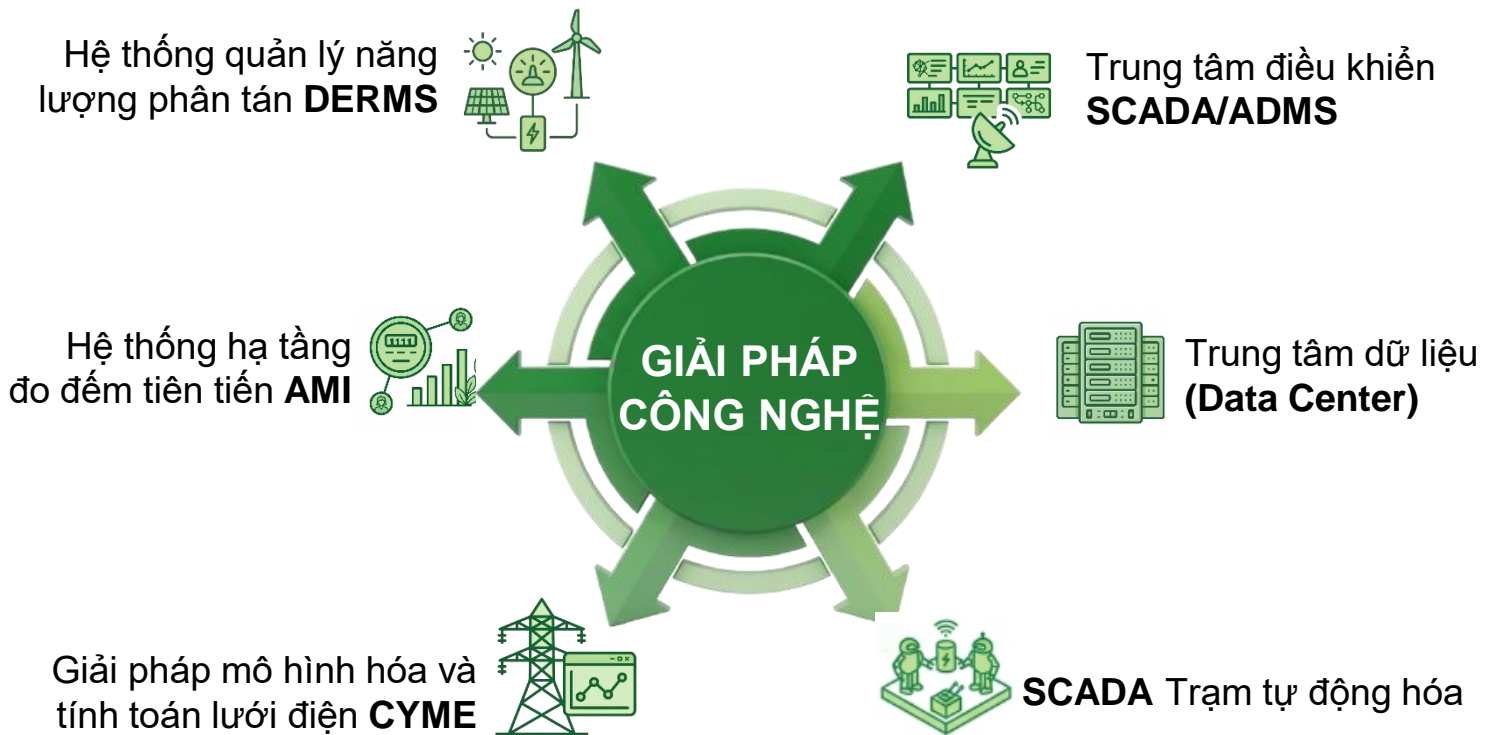 Hệ thống quản lý năng
lượng phân tán DERMS
Trung tâm điều khiển
SCADA/ADMS
Hệ thống hạ tầng
đo đếm tiên tiến AMI
GIẢI PHÁP
CÔNG NGHỆ
Trung tâm dữ liệu
(Data Center)
Giải pháp mô hình hóa và
tính toán lưới điện CYME
SCADA Trạm tự động hóa